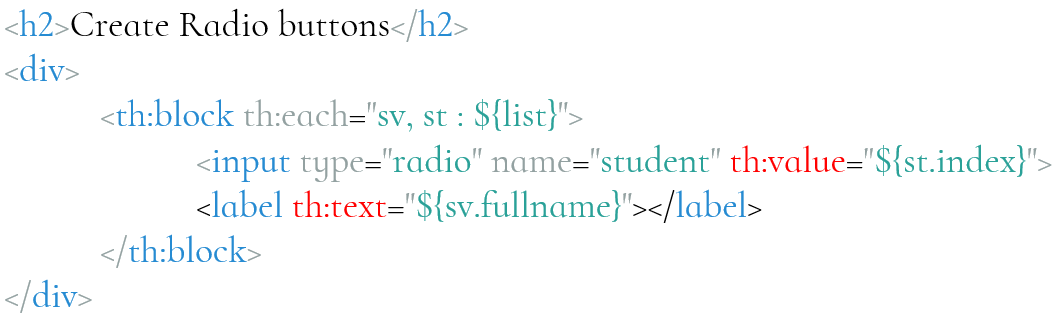 <h2>Create Radio buttons</h2>
<div>
<th:block th:each="sv, st : ${list}">
<input type="radio" name="student" th:value="${st.index}">
<label th:text="${sv.fullname}"></label>
</th:block>
</div>